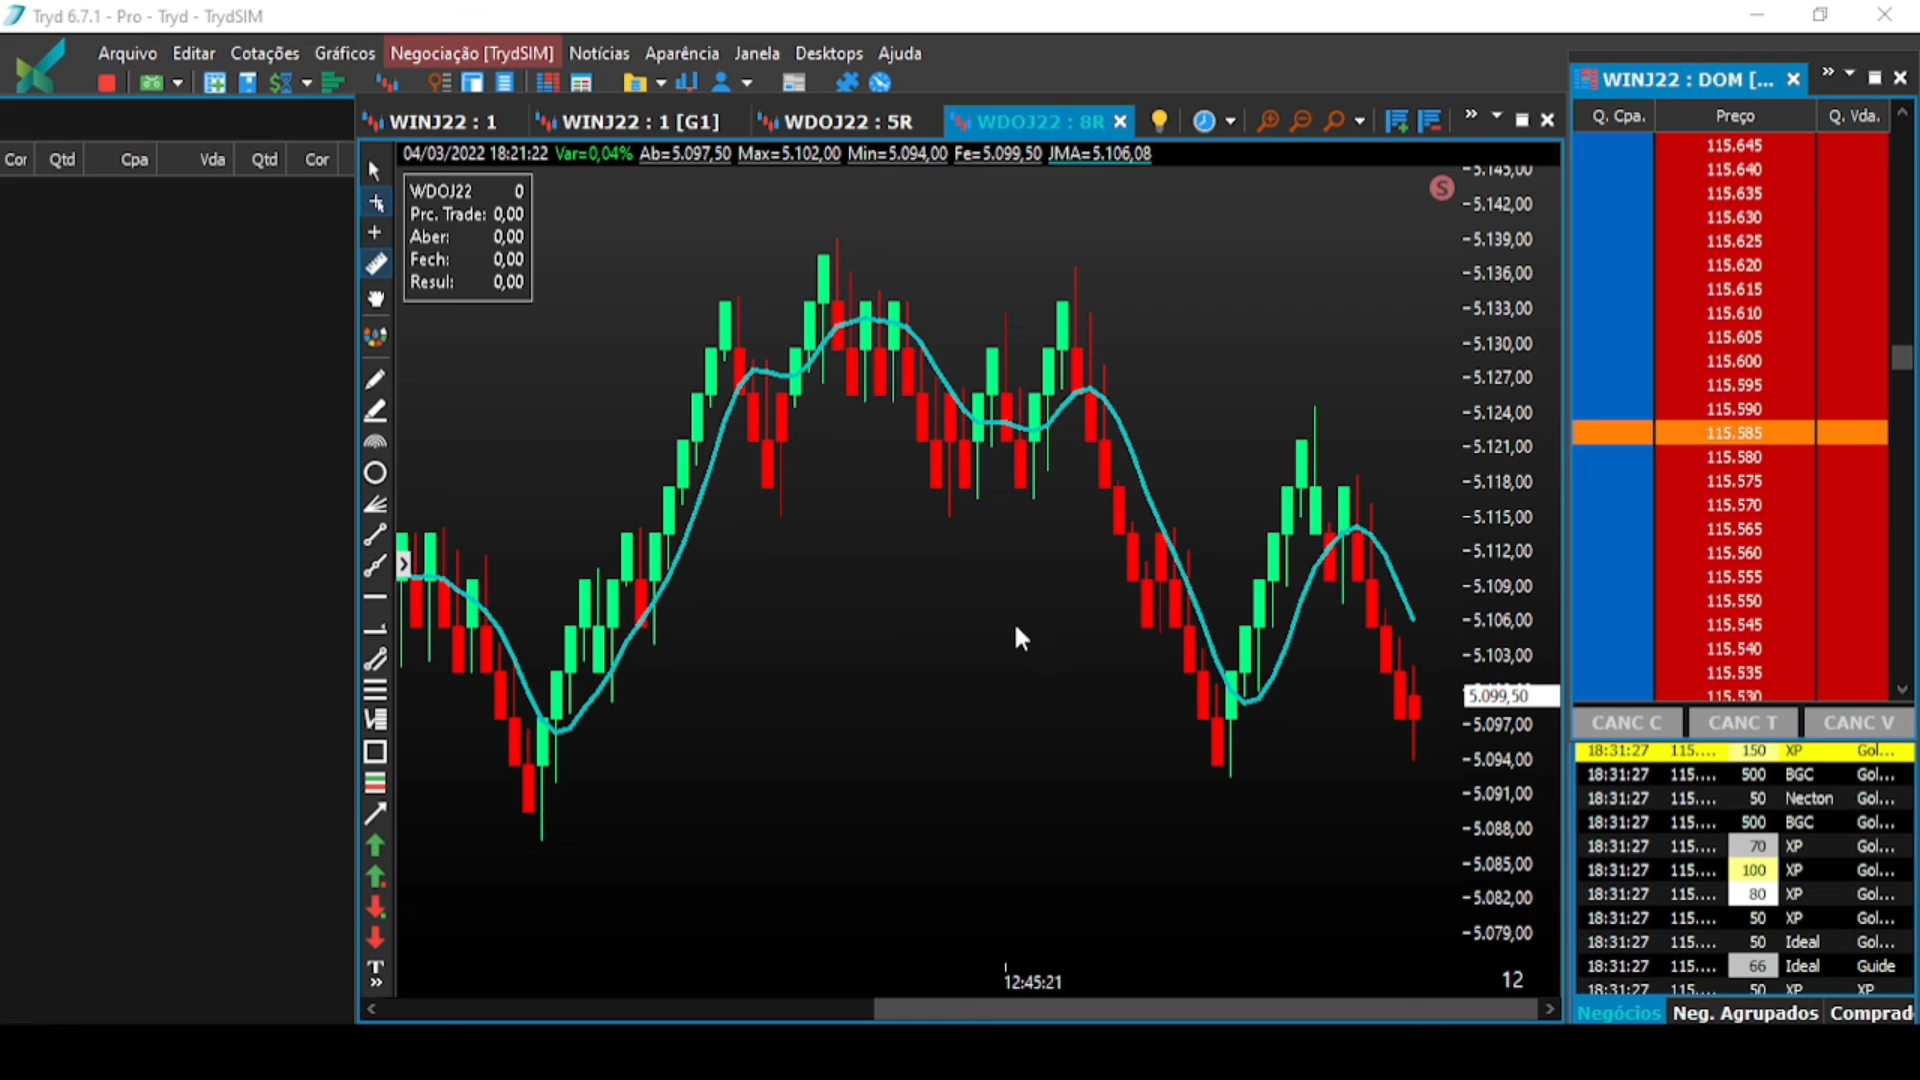 Tryd 6.7.1 - Pro - Tryd - TrydSIM
Arquivo Editar Cotações Gráficos Negociação [TrydSIM] Notícias Aparência Janela Desktops Ajuda
WINJ22 : DOM [...
WINJ22 : 1 WINJ22 : 1 [G1] WDOJ22 : 5R WDOJ22 : 8R
Q. Cpa. Preço Q. Vda.
Cor Qtd Cpa Vda Qtd Cor
04/03/2022 18:21:22 Var=0,04% Ab=5.097,50 Max=5.102,00 Min=5.094,00 Fe=5.099,50 JMA=5.106,08
WDOJ22 0
Prc. Trade: 0,00
Aber: 0,00
Fech: 0,00
Resul: 0,00
S
5.145,00
5.142,00
5.139,00
5.136,00
5.133,00
5.130,00
5.127,00
5.124,00
5.121,00
5.118,00
5.115,00
5.112,00
5.109,00
5.106,00
5.103,00
5.099,50
5.097,00
5.094,00
5.091,00
5.088,00
5.085,00
5.082,00
5.079,00
12:45:21 12
115.645
115.640
115.635
115.630
115.625
115.620
115.615
115.610
115.605
115.600
115.595
115.590
115.585
115.580
115.575
115.570
115.565
115.560
115.555
115.550
115.545
115.540
115.535
115.530
CANC C CANC T CANC V
18:31:27 115.... 150 XP Gol...
18:31:27 115.... 500 BGC Gol...
18:31:27 115.... 50 Necton Gol...
18:31:27 115.... 500 BGC Gol...
18:31:27 115.... 70 XP Gol...
18:31:27 115.... 100 XP Gol...
18:31:27 115.... 80 XP Gol...
18:31:27 115.... 50 XP Gol...
18:31:27 115.... 50 Ideal Gol...
18:31:27 115.... 66 Ideal Guide
18:31:27 115.... 50 XP XP
Negócios Neg. Agrupados Comprad